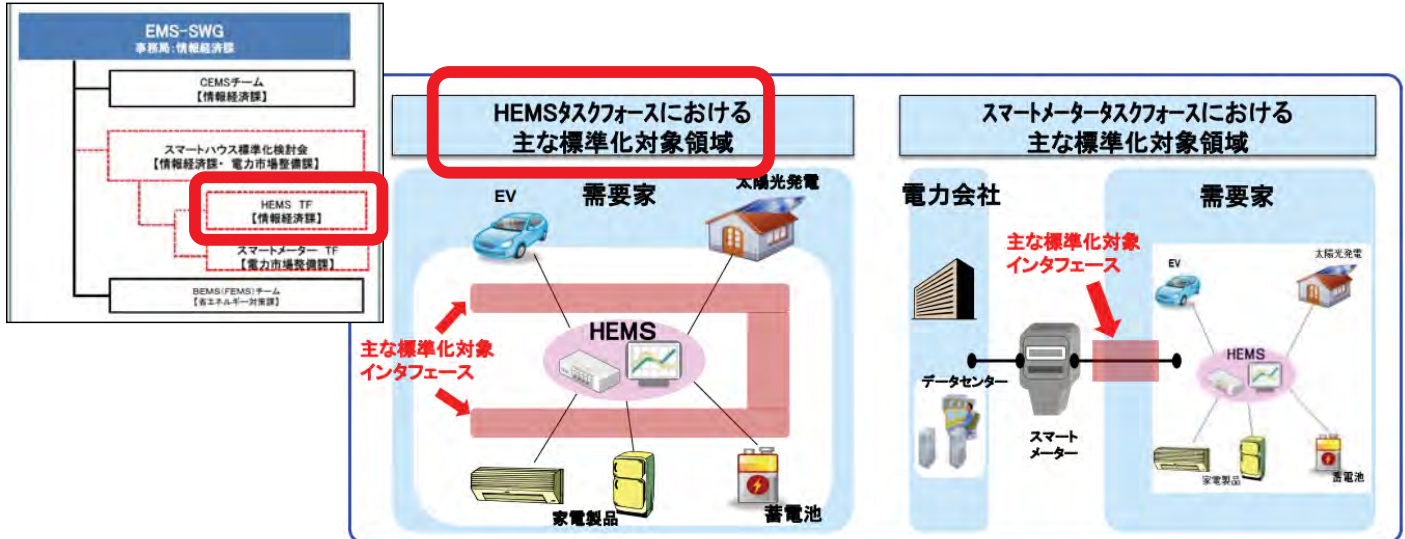 EMS-SWG
事務局:情報経済課
CEMSチーム
【情報経済課】
スマートハウス標準化検討会
【情報経済課・電力市場整備課】
HEMS TF
【情報経済課】
スマートメーター TF
【電力市場整備課】
BEMS(FEMS)チーム
【省エネルギー対策課】
HEMSタスクフォースにおける
主な標準化対象領域
EV
需要家
太陽光発電
主な標準化対象
インタフェース
HEMS
家電製品
蓄電池
スマートメータータスクフォースにおける
主な標準化対象領域
電力会社
需要家
主な標準化対象
インタフェース
EV
太陽光発電
データセンター
HEMS
スマート
メーター
家電製品
蓄電池